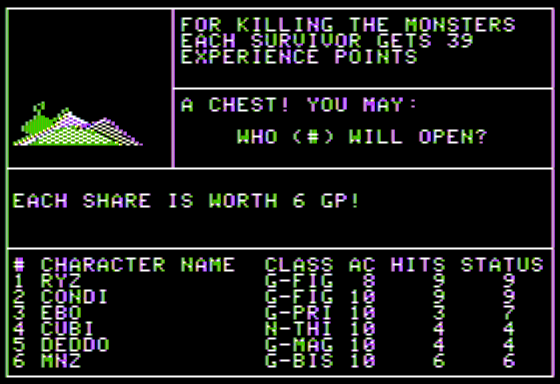 FOR KILLING THE MONSTERS
EACH SURVIVOR GETS 39
EXPERIENCE POINTS
A CHEST! YOU MAY:
WHO (#) WILL OPEN?
EACH SHARE IS WORTH 6 GP!
# CHARACTER NAME CLASS AC HITS STATUS
1 RYZ G-FIG 8 9 9
2 CONDI G-FIG 10 9 9
3 EBO G-PRI 10 3 7
4 CUBI N-THI 10 4 4
5 DEDDO G-MAG 10 4 4
6 MNZ G-BIS 10 6 6